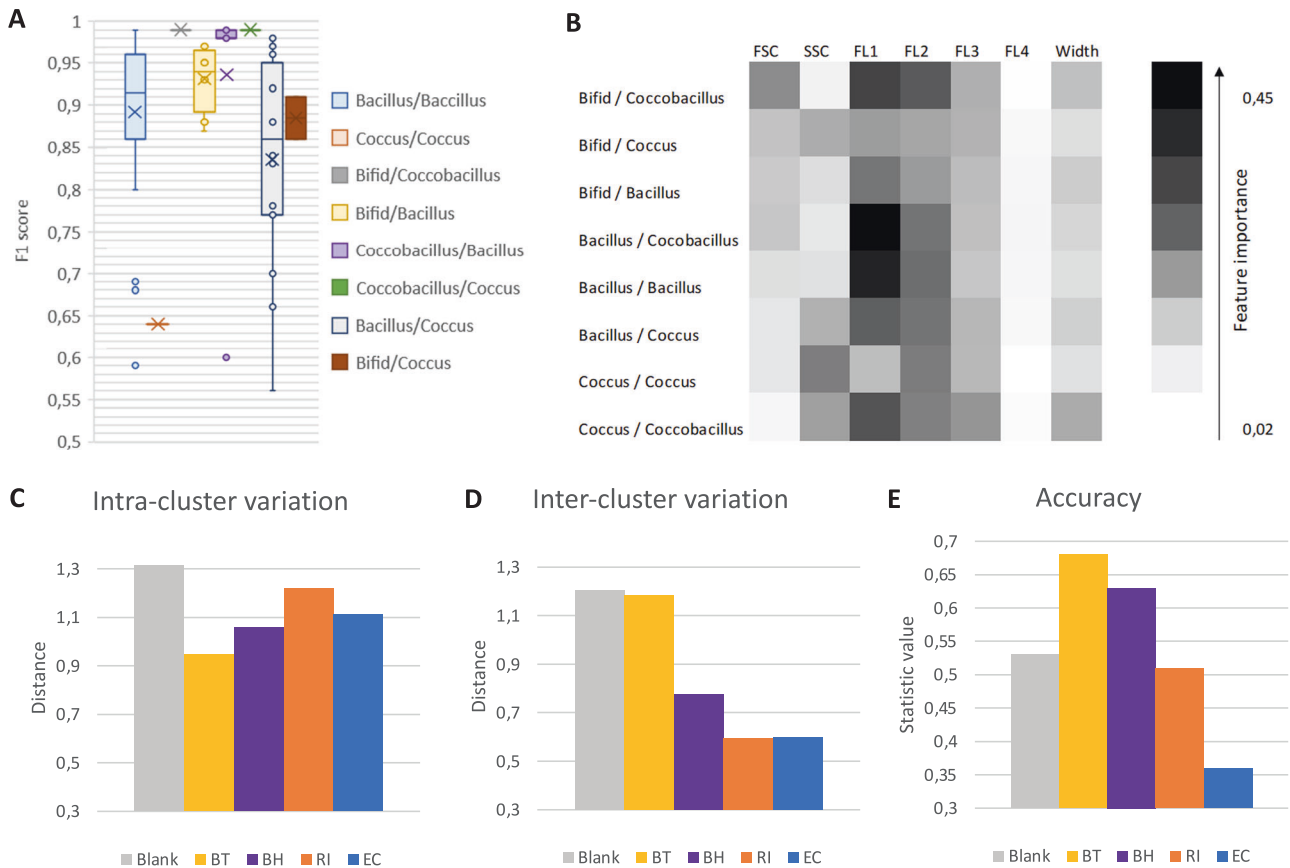 A
1
0,95
0,9
0,85
0,8
0,75
0,7
0,65
0,6
0,55
0,5
F1 score
Bacillus/Baccillus
Coccus/Coccus
Bifid/Coccobacillus
Bifid/Bacillus
Coccobacillus/Bacillus
Coccobacillus/Coccus
Bacillus/Coccus
Bifid/Coccus
B
FSC SSC FL1 FL2 FL3 FL4 Width
Bifid / Coccobacillus
Bifid / Coccus
Bifid / Bacillus
Bacillus / Cocobacillus
Bacillus / Bacillus
Bacillus / Coccus
Coccus / Coccus
Coccus / Coccobacillus
0,45
Feature importance
0,02
C Intra-cluster variation
1,3
1,1
0,9
0,7
0,5
0,3
Distance
Blank BT BH RI EC
D Inter-cluster variation
1,3
1,1
0,9
0,7
0,5
0,3
Distance
Blank BT BH RI EC
E Accuracy
0,7
0,65
0,6
0,55
0,5
0,45
0,4
0,35
0,3
Statistic value
Blank BT BH RI EC